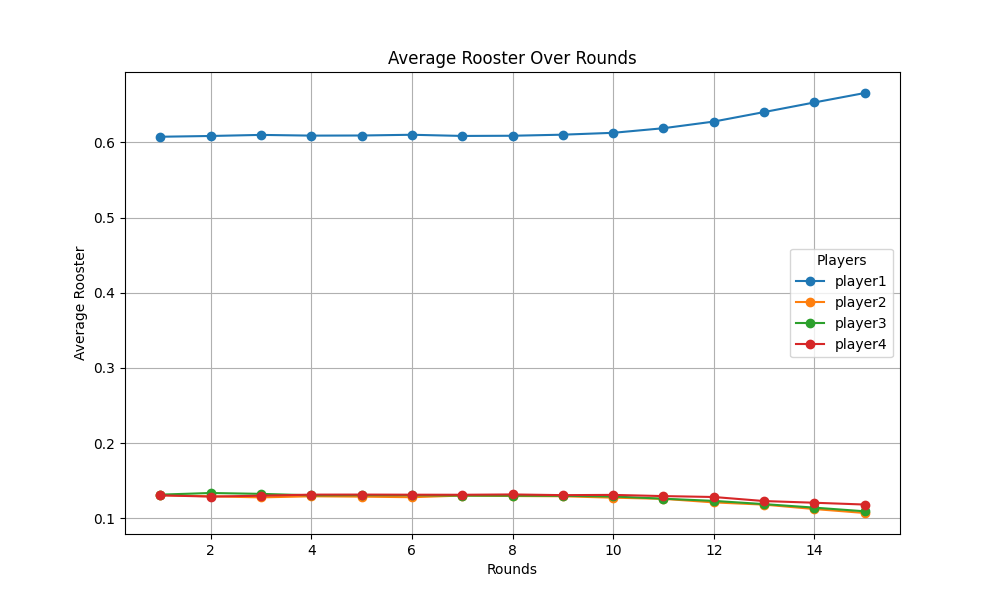 Average Rooster Over Rounds
Average Rooster
0.6
0.5
0.4
0.3
0.2
0.1
Players
player1
player2
player3
player4
2 4 6 8 10 12 14
Rounds